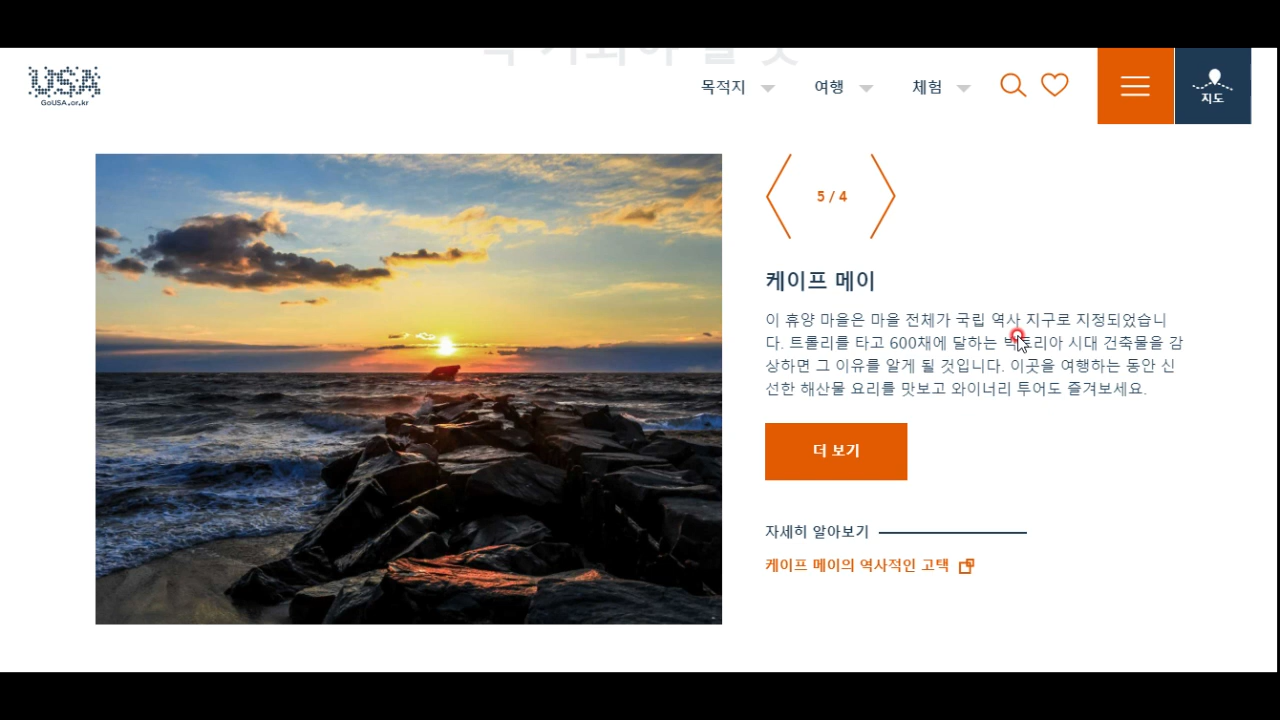 USA
GoUSA.or.kr
목적지
여행
체험
지도
5 / 4
케이프 메이
이 휴양 마을은 마을 전체가 국립 역사 지구로 지정되었습니
다. 트롤리를 타고 600채에 달하는 빅토리아 시대 건축물을 감
상하면 그 이유를 알게 될 것입니다. 이곳을 여행하는 동안 신
선한 해산물 요리를 맛보고 와이너리 투어도 즐겨보세요.
더 보기
자세히 알아보기
케이프 메이의 역사적인 고택